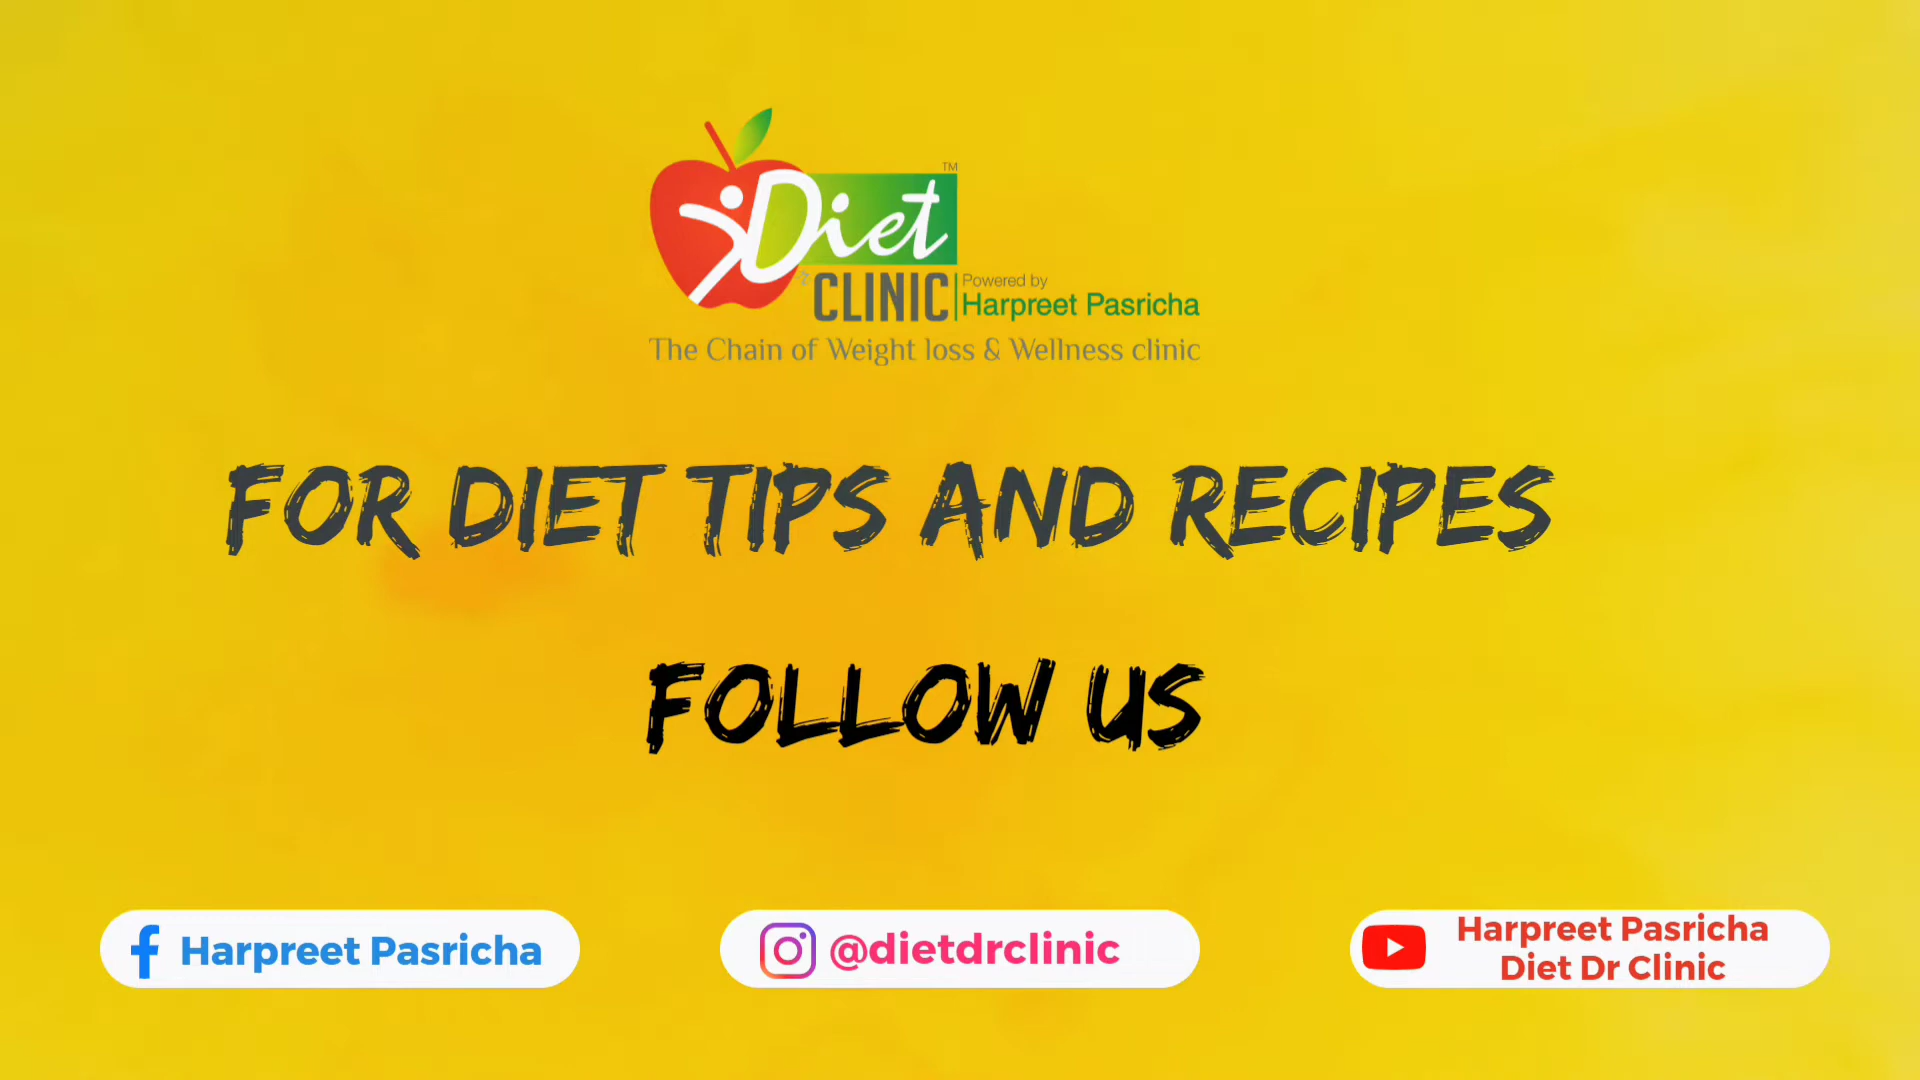 Diet
TM
CLINIC
Powered by
Harpreet Pasricha
The Chain of Weight loss & Wellness clinic
FOR DIET TIPS AND RECIPES
FOLLOW US
Harpreet Pasricha
@dietdrclinic
Harpreet Pasricha
Diet Dr Clinic